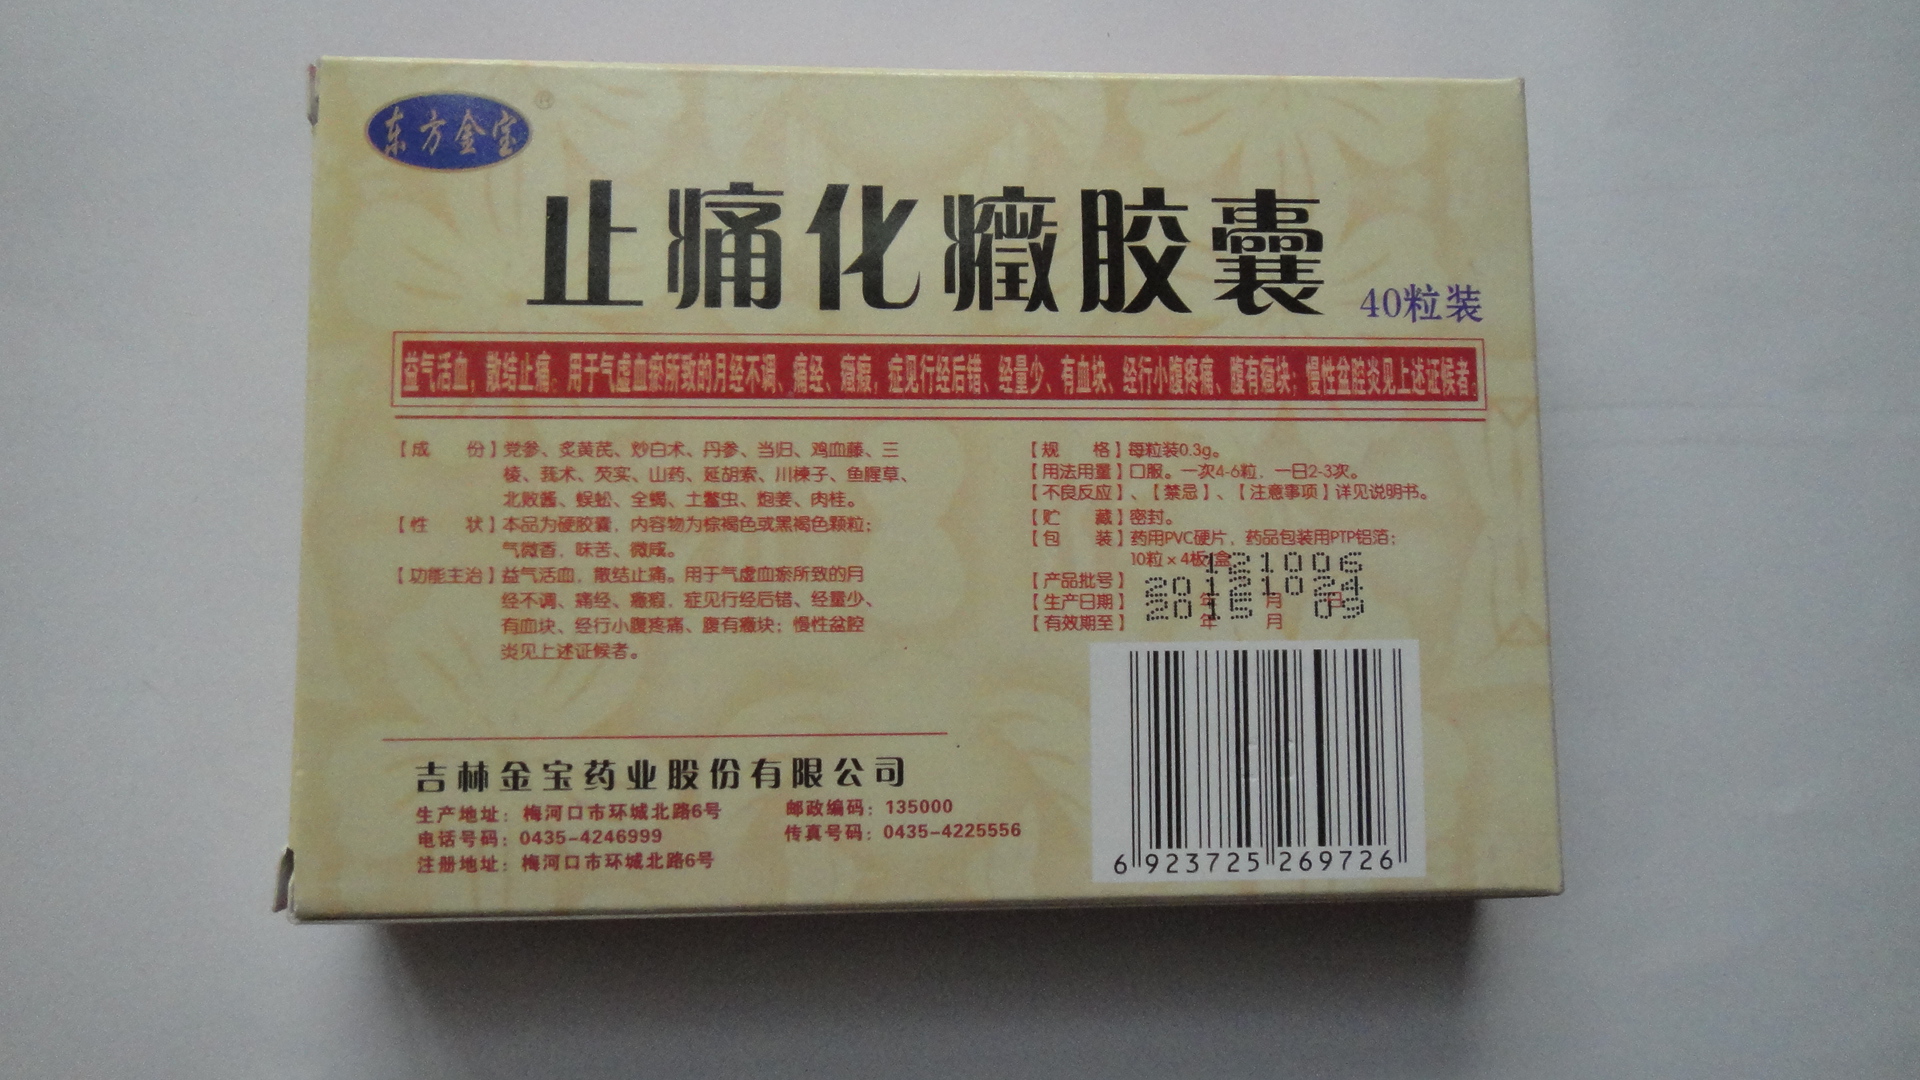 东方金宝
®
止痛化癥胶囊
40粒装
益气活血，散结止痛。用于气虚血瘀所致的月经不调、痛经、癥瘕，症见行经后错、经量少、有血块、经行小腹疼痛、腹有癥块；慢性盆腔炎见上述证候者。
【成 份】党参、炙黄芪、炒白术、丹参、当归、鸡血藤、三
棱、莪术、芡实、山药、延胡索、川楝子、鱼腥草、
北败酱、蜈蚣、全蝎、土鳖虫、炮姜、肉桂。
【性 状】本品为硬胶囊，内容物为棕褐色或黑褐色颗粒；
气微香，味苦、微咸。
【功能主治】益气活血，散结止痛。用于气虚血瘀所致的月
经不调、痛经、癥瘕，症见行经后错、经量少、
有血块、经行小腹疼痛、腹有癥块；慢性盆腔
炎见上述证候者。
【规 格】每粒装0.3g。
【用法用量】口服。一次4-6粒，一日2-3次。
【不良反应】、【禁忌】、【注意事项】详见说明书。
【贮 藏】密封。
【包 装】药用PVC硬片，药品包装用PTP铝箔；
10粒×4板/盒
【产品批号】121006
【生产日期】20121024 年 月 日
【有效期至】2015 09 年 月
吉林金宝药业股份有限公司
生产地址：梅河口市环城北路6号 邮政编码：135000
电话号码：0435-4246999 传真号码：0435-4225556
注册地址：梅河口市环城北路6号
6 923725 269726